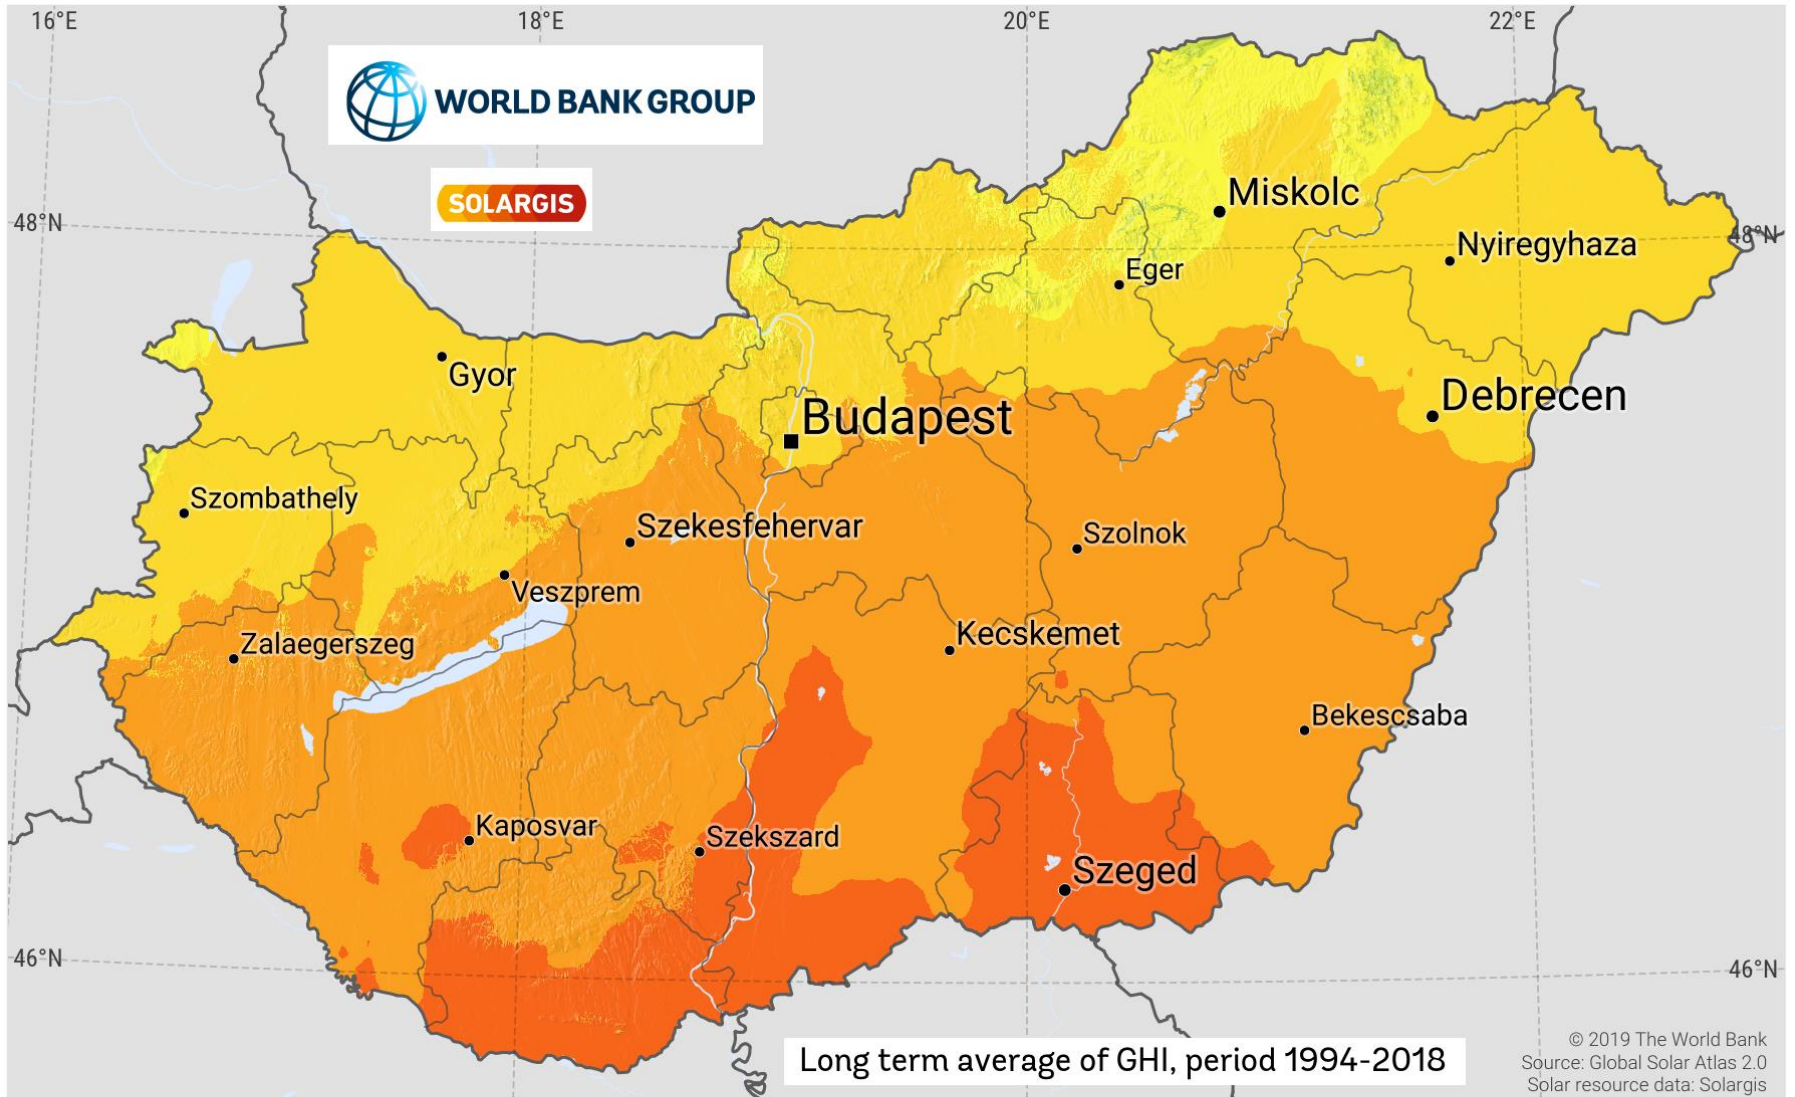 16°E
18°E
20°E
22°E
WORLD BANK GROUP
SOLARGIS
Miskolc
48°N
48°N
Nyiregyhaza
Eger
Gyor
Debrecen
Budapest
Szombathely
Szekesfehervar
Szolnok
Veszprem
Kecskemet
Zalaegerszeg
Bekescsaba
Kaposvar
Szekszard
Szeged
46°N
46°N
Long term average of GHI, period 1994-2018
© 2019 The World Bank
Source: Global Solar Atlas 2.0
Solar resource data: Solargis